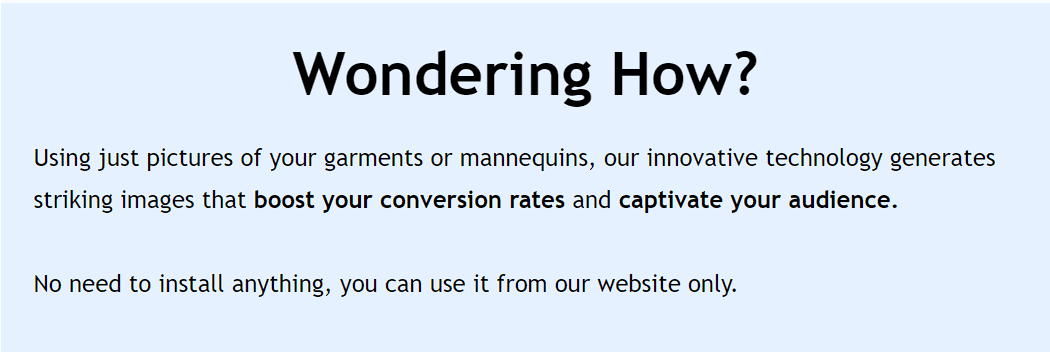 Wondering How?
Using just pictures of your garments or mannequins, our innovative technology generates
striking images that boost your conversion rates and captivate your audience.
No need to install anything, you can use it from our website only.